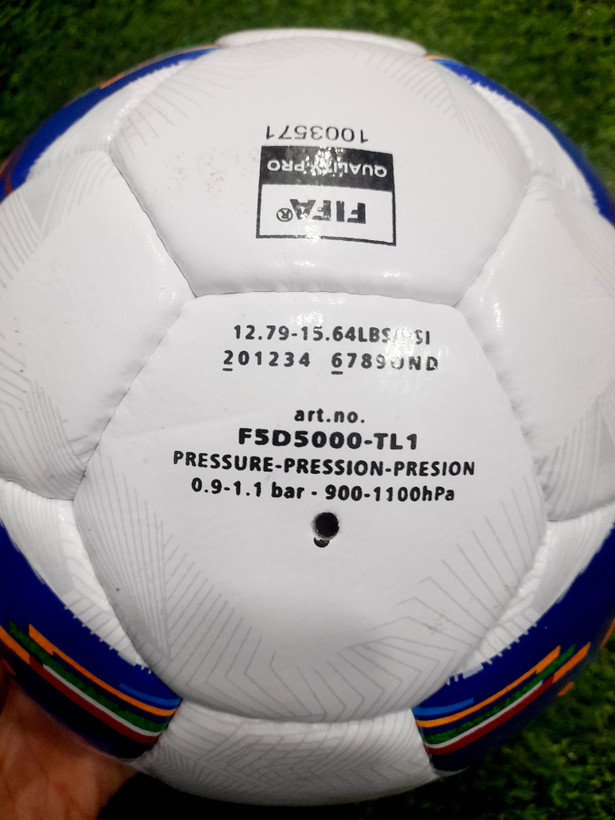 1003571
QUALITY PRO
FIFA®
12.79-15.64LBS/PSI
201234 6789OND
art.no.
F5D5000-TL1
PRESSURE-PRESSION-PRESION
0.9-1.1 bar - 900-1100hPa